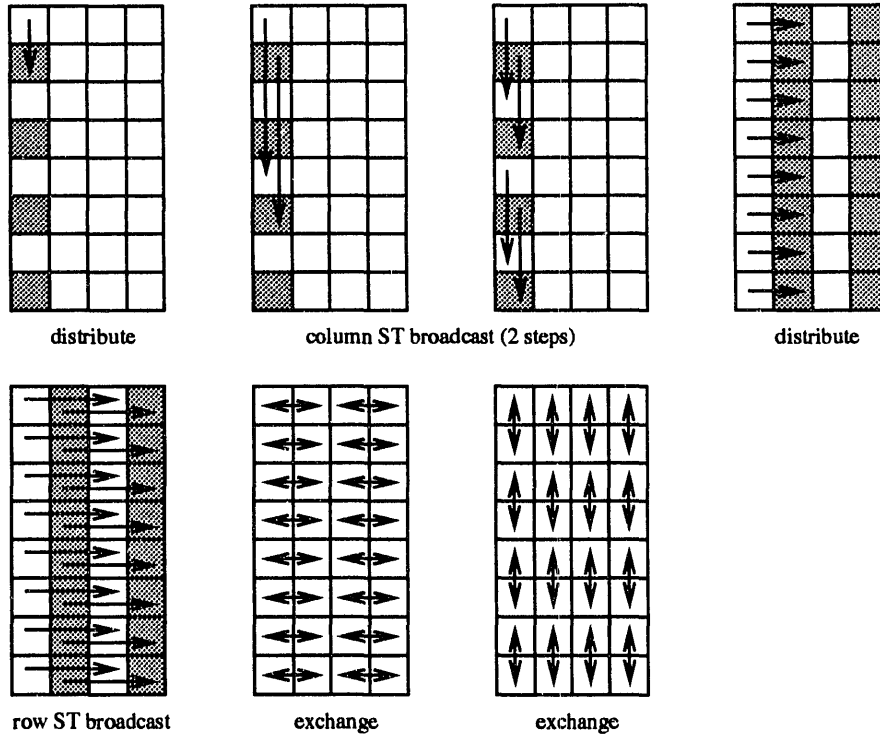 distribute
column ST broadcast (2 steps)
distribute
row ST broadcast
exchange
exchange